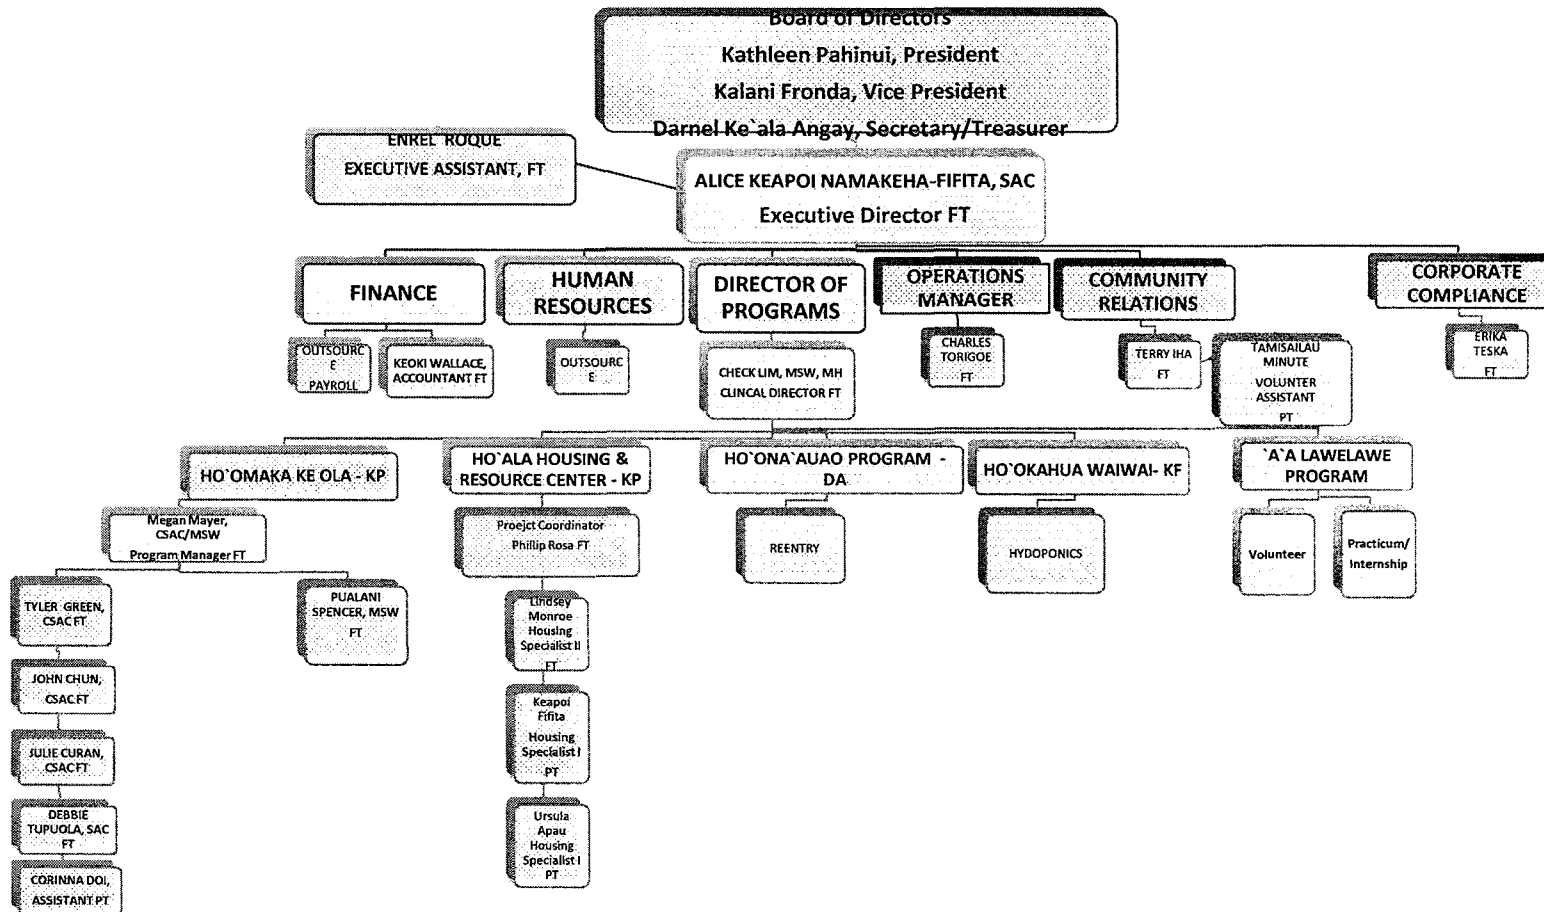 Board of Directors
Kathleen Pahinui, President
Kalani Fronda, Vice President
Darnel Ke`ala Angay, Secretary/Treasurer
ENREL ROQUE
EXECUTIVE ASSISTANT, FT
ALICE KEAPOI NAMAKEHA-FIFITA, SAC
Executive Director FT
FINANCE
HUMAN
RESOURCES
DIRECTOR OF
PROGRAMS
OPERATIONS
MANAGER
COMMUNITY
RELATIONS
CORPORATE
COMPLIANCE
OUTSOURC
E
PAYROLL
KEOKI WALLACE,
ACCOUNTANT FT
OUTSOURC
E
CHECK LIM, MSW, MH
CLINCAL DIRECTOR FT
CHARLES
TORIGOE
FT
TERRY IHA
FT
TAMISAILAU
MINUTE
VOLUNTER
ASSISTANT
PT
ERIKA
TESKA
FT
HO`OMAKA KE OLA - KP
HO`ALA HOUSING &
RESOURCE CENTER - KP
HO`ONA`AUAO PROGRAM -
DA
HO`OKAHUA WAIWAI- KF
`A`A LAWELAWE
PROGRAM
Megan Mayer,
CSAC/MSW
Program Manager FT
Proejct Coordinator
Phillip Rosa FT
REENTRY
HYDOPONICS
Volunteer
Practicum/
Internship
TYLER GREEN,
CSAC FT
PUALANI
SPENCER, MSW
FT
Lindsey
Monroe
Housing
Specialist II
FT
JOHN CHUN,
CSAC FT
Keapoi
Fifita
Housing
Specialist I
PT
JULIE CURAN,
CSAC FT
DEBBIE
TUPUOLA, SAC
FT
Ursula
Apau
Housing
Specialist I
PT
CORINNA DOI,
ASSISTANT PT